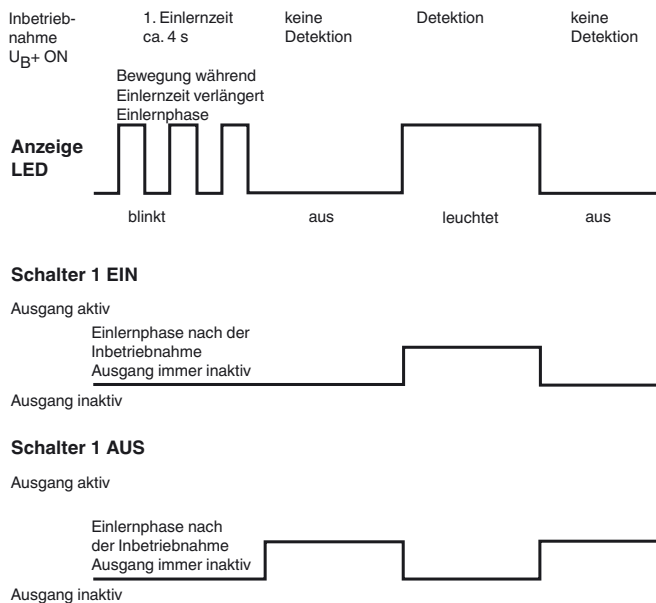 Inbetrieb-
nahme
UB+ ON
1. Einlernzeit
ca. 4 s
keine
Detektion
Detektion
keine
Detektion
Bewegung während
Einlernzeit verlängert
Einlernphase
Anzeige
LED
blinkt
aus
leuchtet
aus
Schalter 1 EIN
Ausgang aktiv
Einlernphase nach der
Inbetriebnahme
Ausgang immer inaktiv
Ausgang inaktiv
Schalter 1 AUS
Ausgang aktiv
Einlernphase nach
der Inbetriebnahme
Ausgang immer inaktiv
Ausgang inaktiv